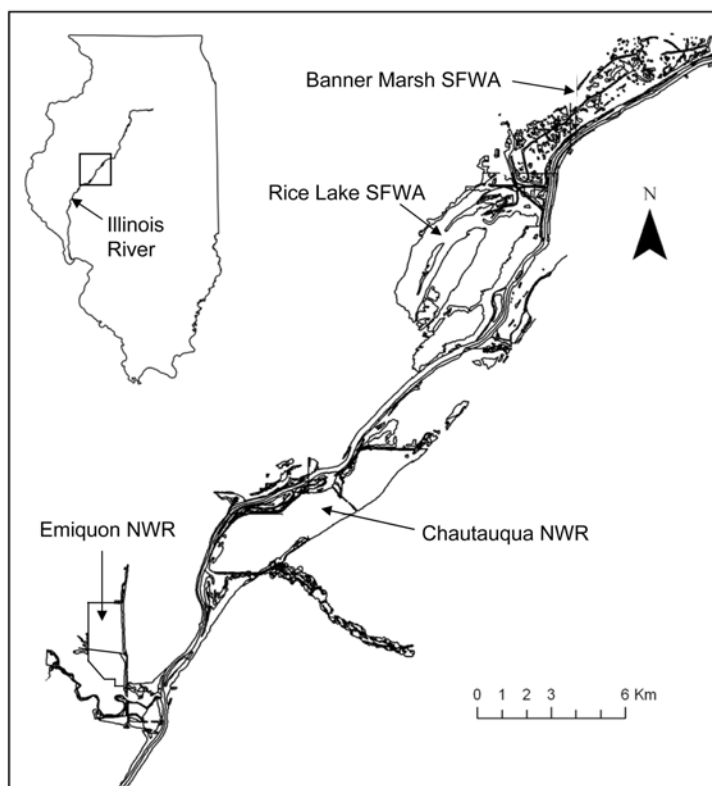 Banner Marsh SFWA
Rice Lake SFWA
Illinois
River
N
Emiquon NWR
Chautauqua NWR
0 1 2 3 6 Km